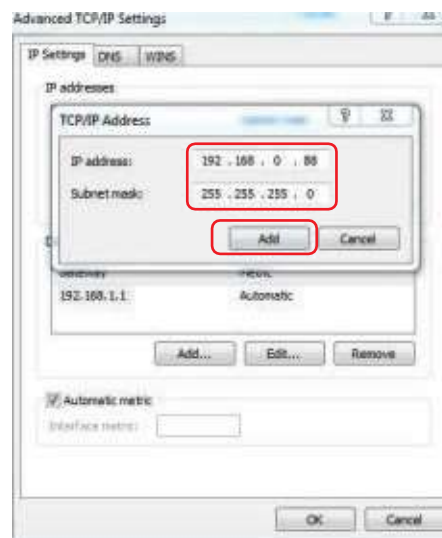 Advanced TCP/IP Settings
IP Settings DNS WINS
IP addresses
TCP/IP Address
IP address: 192 . 168 . 0 . 88
Subnet mask: 255 . 255 . 255 . 0
Add Cancel
Gateway Metric
192.168.1.1 Automatic
Add... Edit... Remove
Automatic metric
Interface metric:
OK Cancel